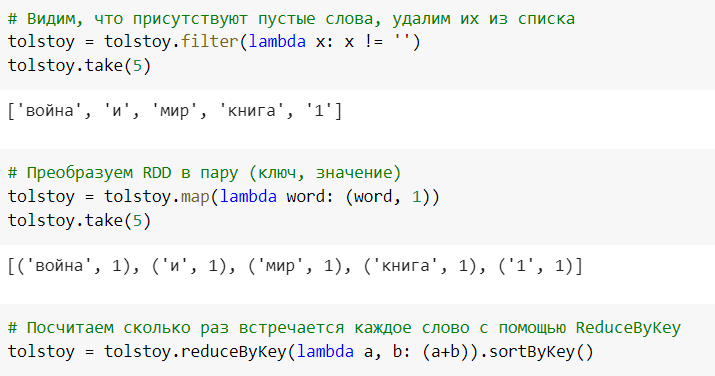 # Видим, что присутствуют пустые слова, удалим их из списка
tolstoy = tolstoy.filter(lambda x: x != '')
tolstoy.take(5)
['война', 'и', 'мир', 'книга', '1']
# Преобразуем RDD в пару (ключ, значение)
tolstoy = tolstoy.map(lambda word: (word, 1))
tolstoy.take(5)
[('война', 1), ('и', 1), ('мир', 1), ('книга', 1), ('1', 1)]
# Посчитаем сколько раз встречается каждое слово с помощью ReduceByKey
tolstoy = tolstoy.reduceByKey(lambda a, b: (a+b)).sortByKey()